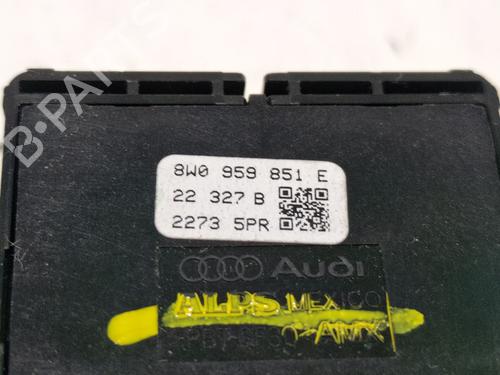 8W0 959 851 E
22 327 B
2273 5PR
Audi
ALPS MEXICO
B-PARTS